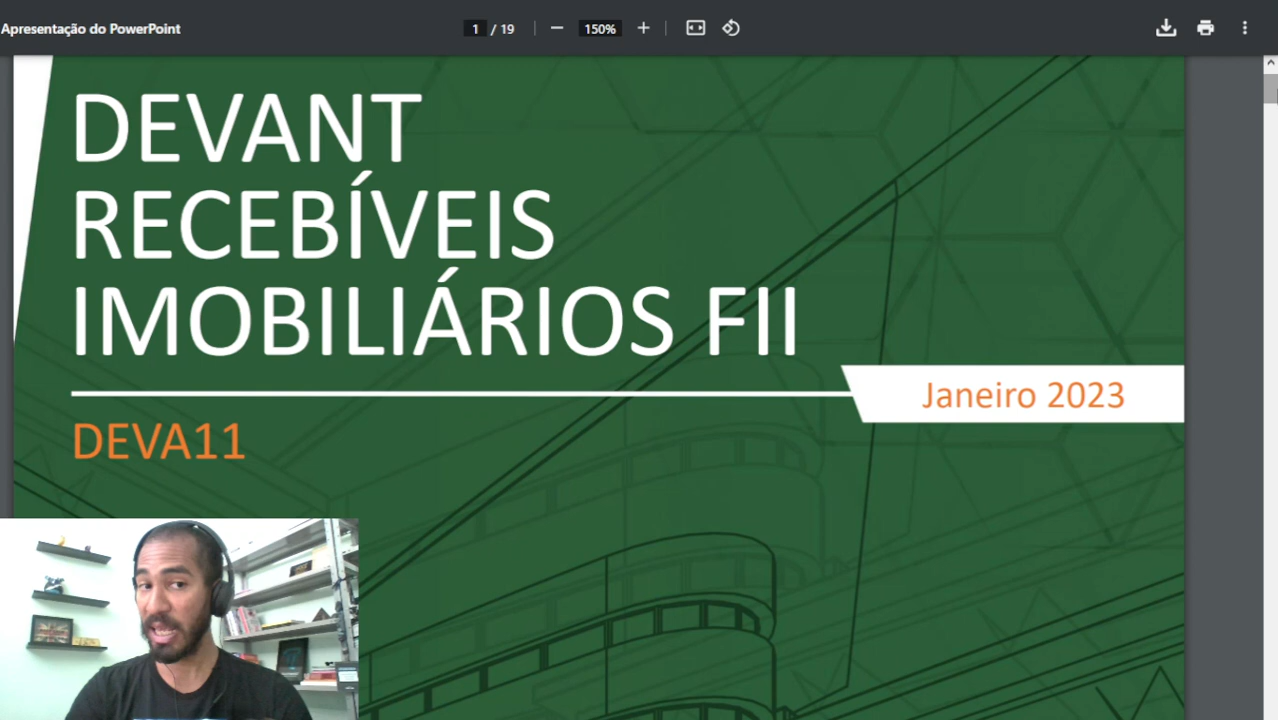 Apresentação do PowerPoint
1 / 19
150%
DEVANT
RECEBÍVEIS
IMOBILIÁRIOS FII
Janeiro 2023
DEVA11